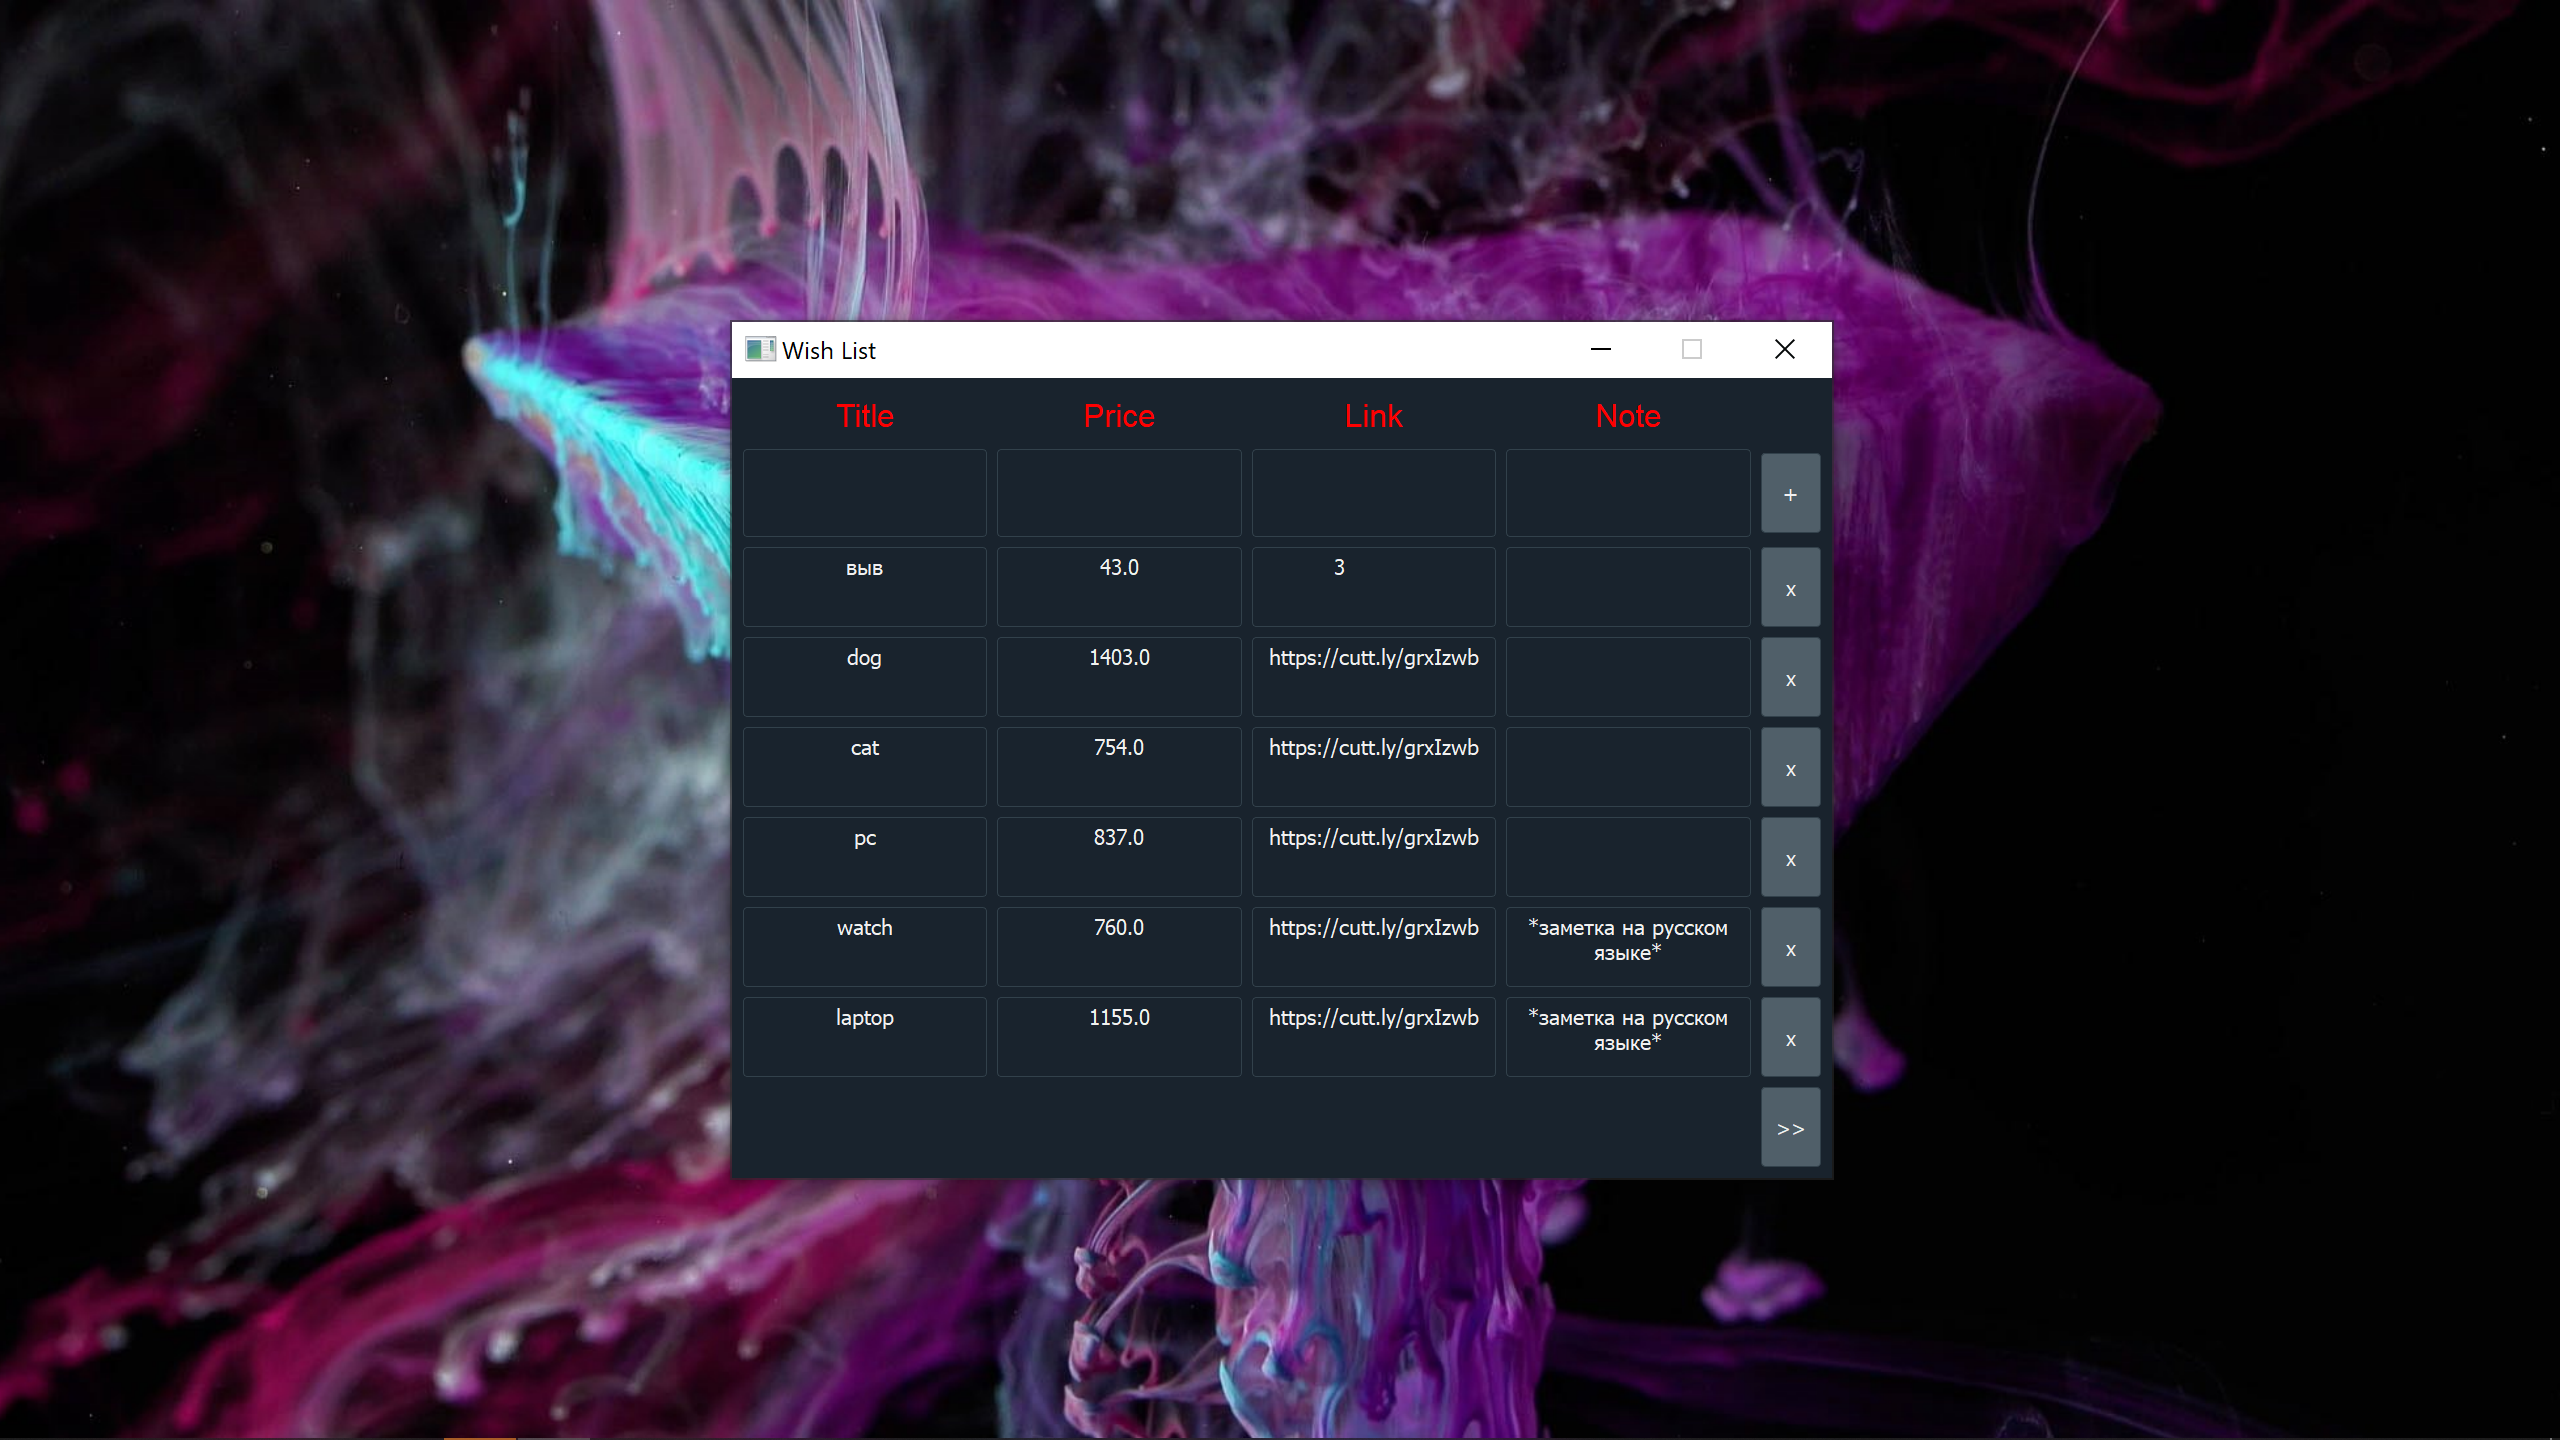 Wish List
Title Price Link Note
+
выв 43.0 3 x
dog 1403.0 https://cutt.ly/grxIzwb x
cat 754.0 https://cutt.ly/grxIzwb x
pc 837.0 https://cutt.ly/grxIzwb x
watch 760.0 https://cutt.ly/grxIzwb *заметка на русском
языке* x
laptop 1155.0 https://cutt.ly/grxIzwb *заметка на русском
языке* x
>>